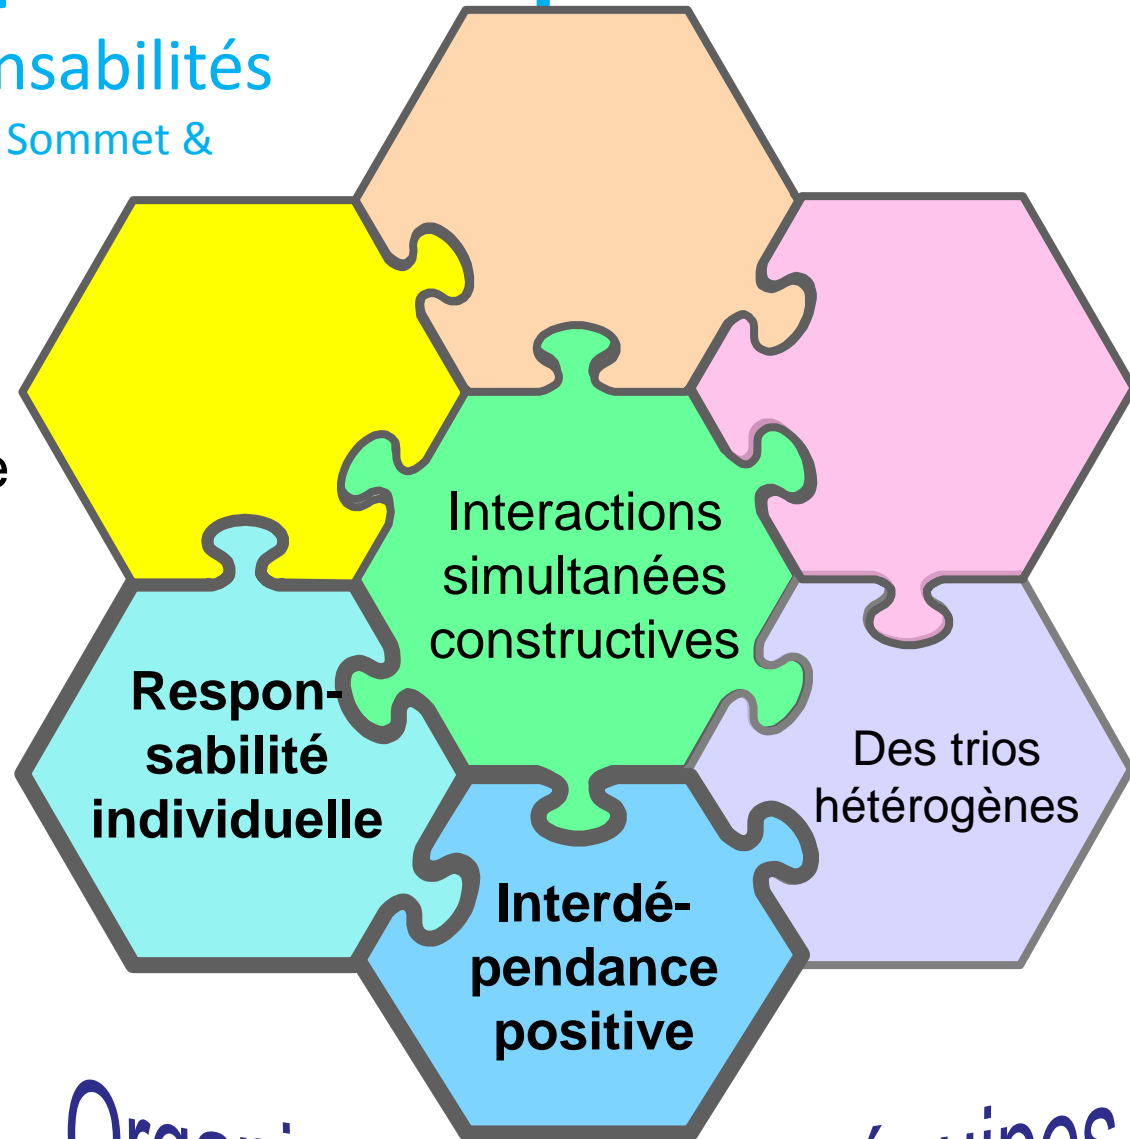 nsabilités
Sommet &
e
Interactions
simultanées
constructives
Respon-
sabilité
individuelle
Des trios
hétérogènes
Interdé-
pendance
positive